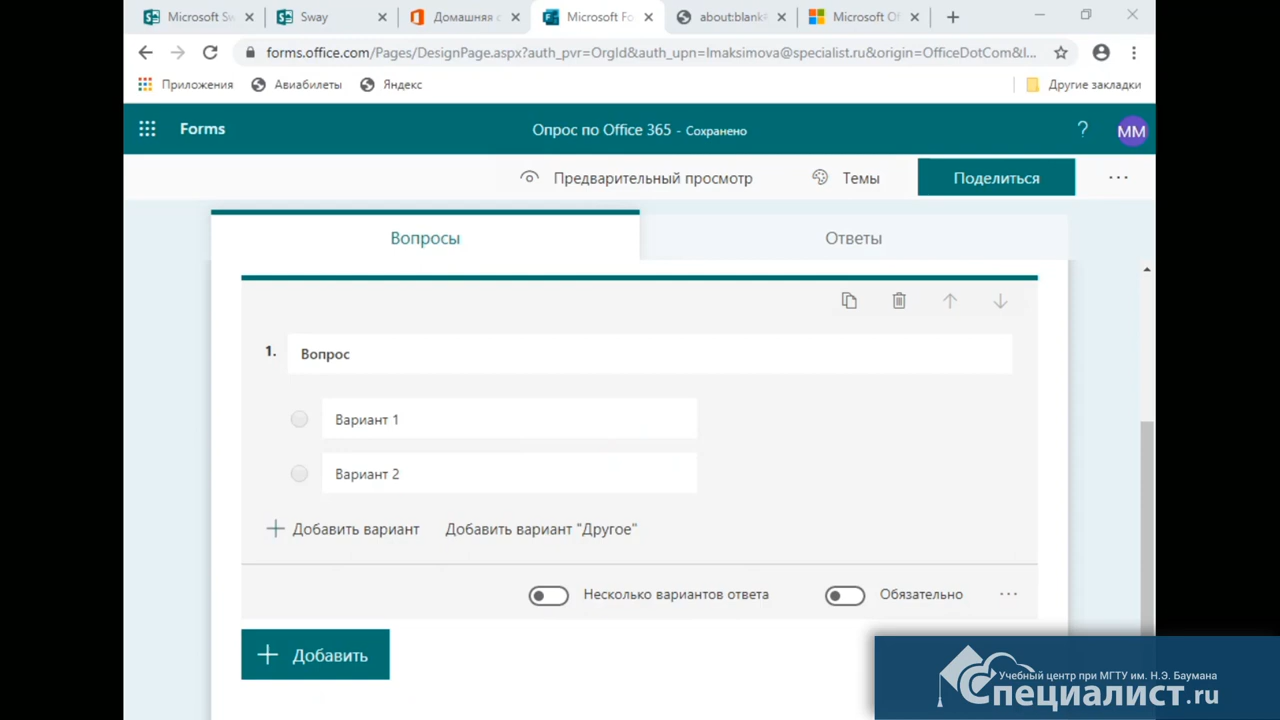 Microsoft Sw
Sway
Домашняя с
Microsoft Fo
about:blank
Microsoft Of
forms.office.com/Pages/DesignPage.aspx?auth_pvr=OrgId&auth_upn=lmaksimova@specialist.ru&origin=OfficeDotCom&l...
Приложения
Авиабилеты
Яндекс
Другие закладки
Forms
Опрос по Office 365 - Сохранено
?
MM
Предварительный просмотр
Темы
Поделиться
...
Вопросы
Ответы
1.
Вопрос
Вариант 1
Вариант 2
Добавить вариант
Добавить вариант "Другое"
Несколько вариантов ответа
Обязательно
...
Добавить
Учебный центр при МГТУ им. Н.Э. Баумана
Специалист.ru